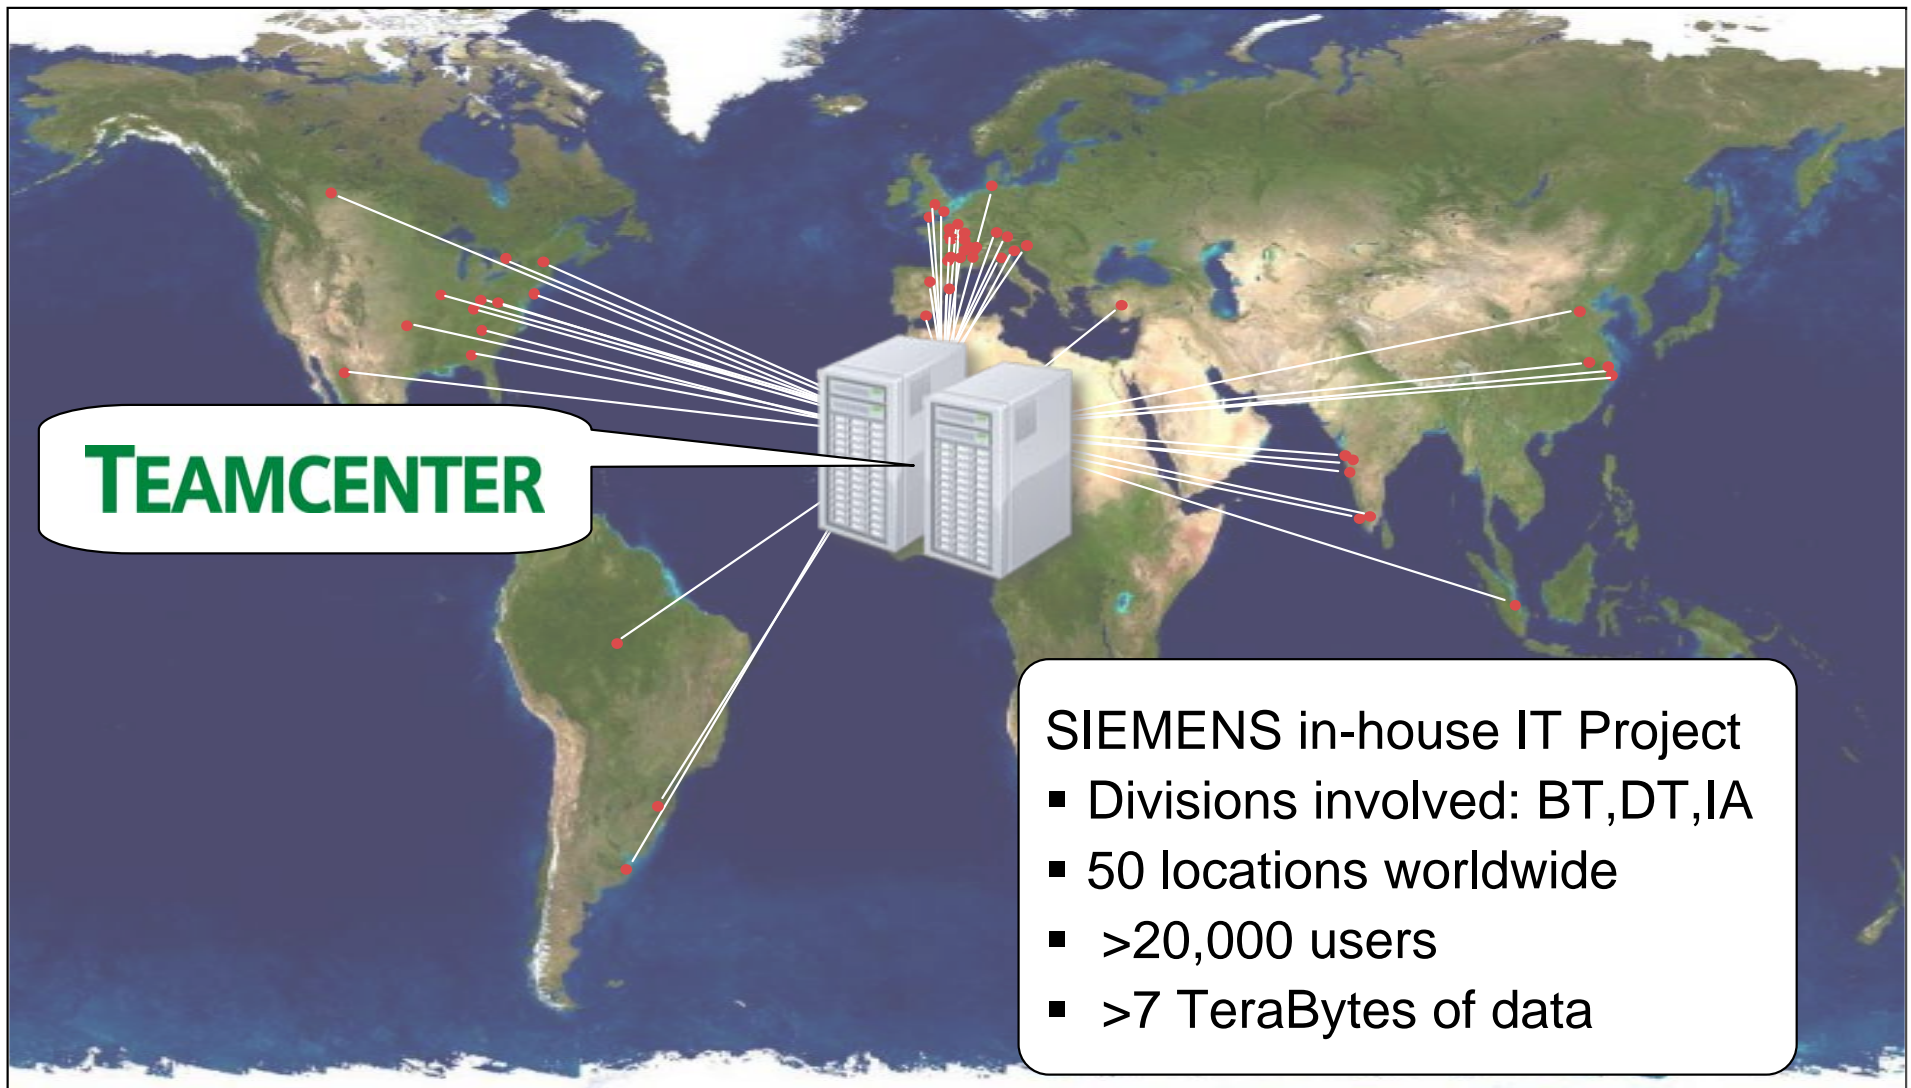 TEAMCENTER
SIEMENS in-house IT Project
▪ Divisions involved: BT,DT,IA
▪ 50 locations worldwide
▪ >20,000 users
▪ >7 TeraBytes of data